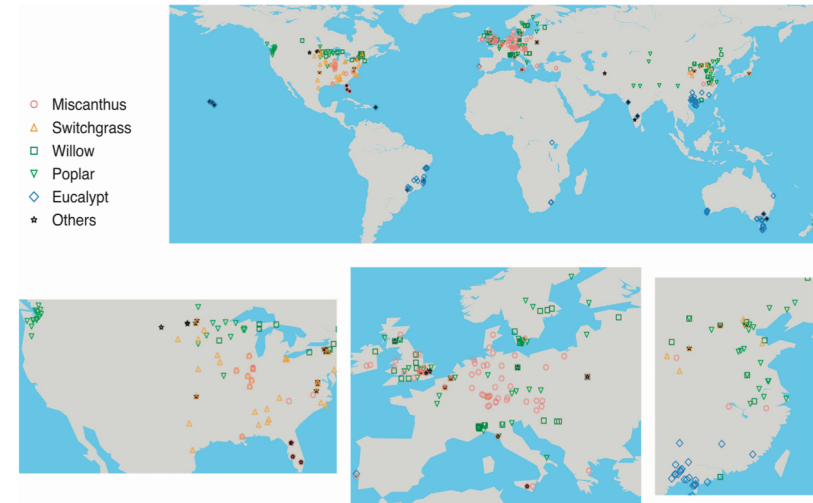 Miscanthus
Switchgrass
Willow
Poplar
Eucalypt
Others